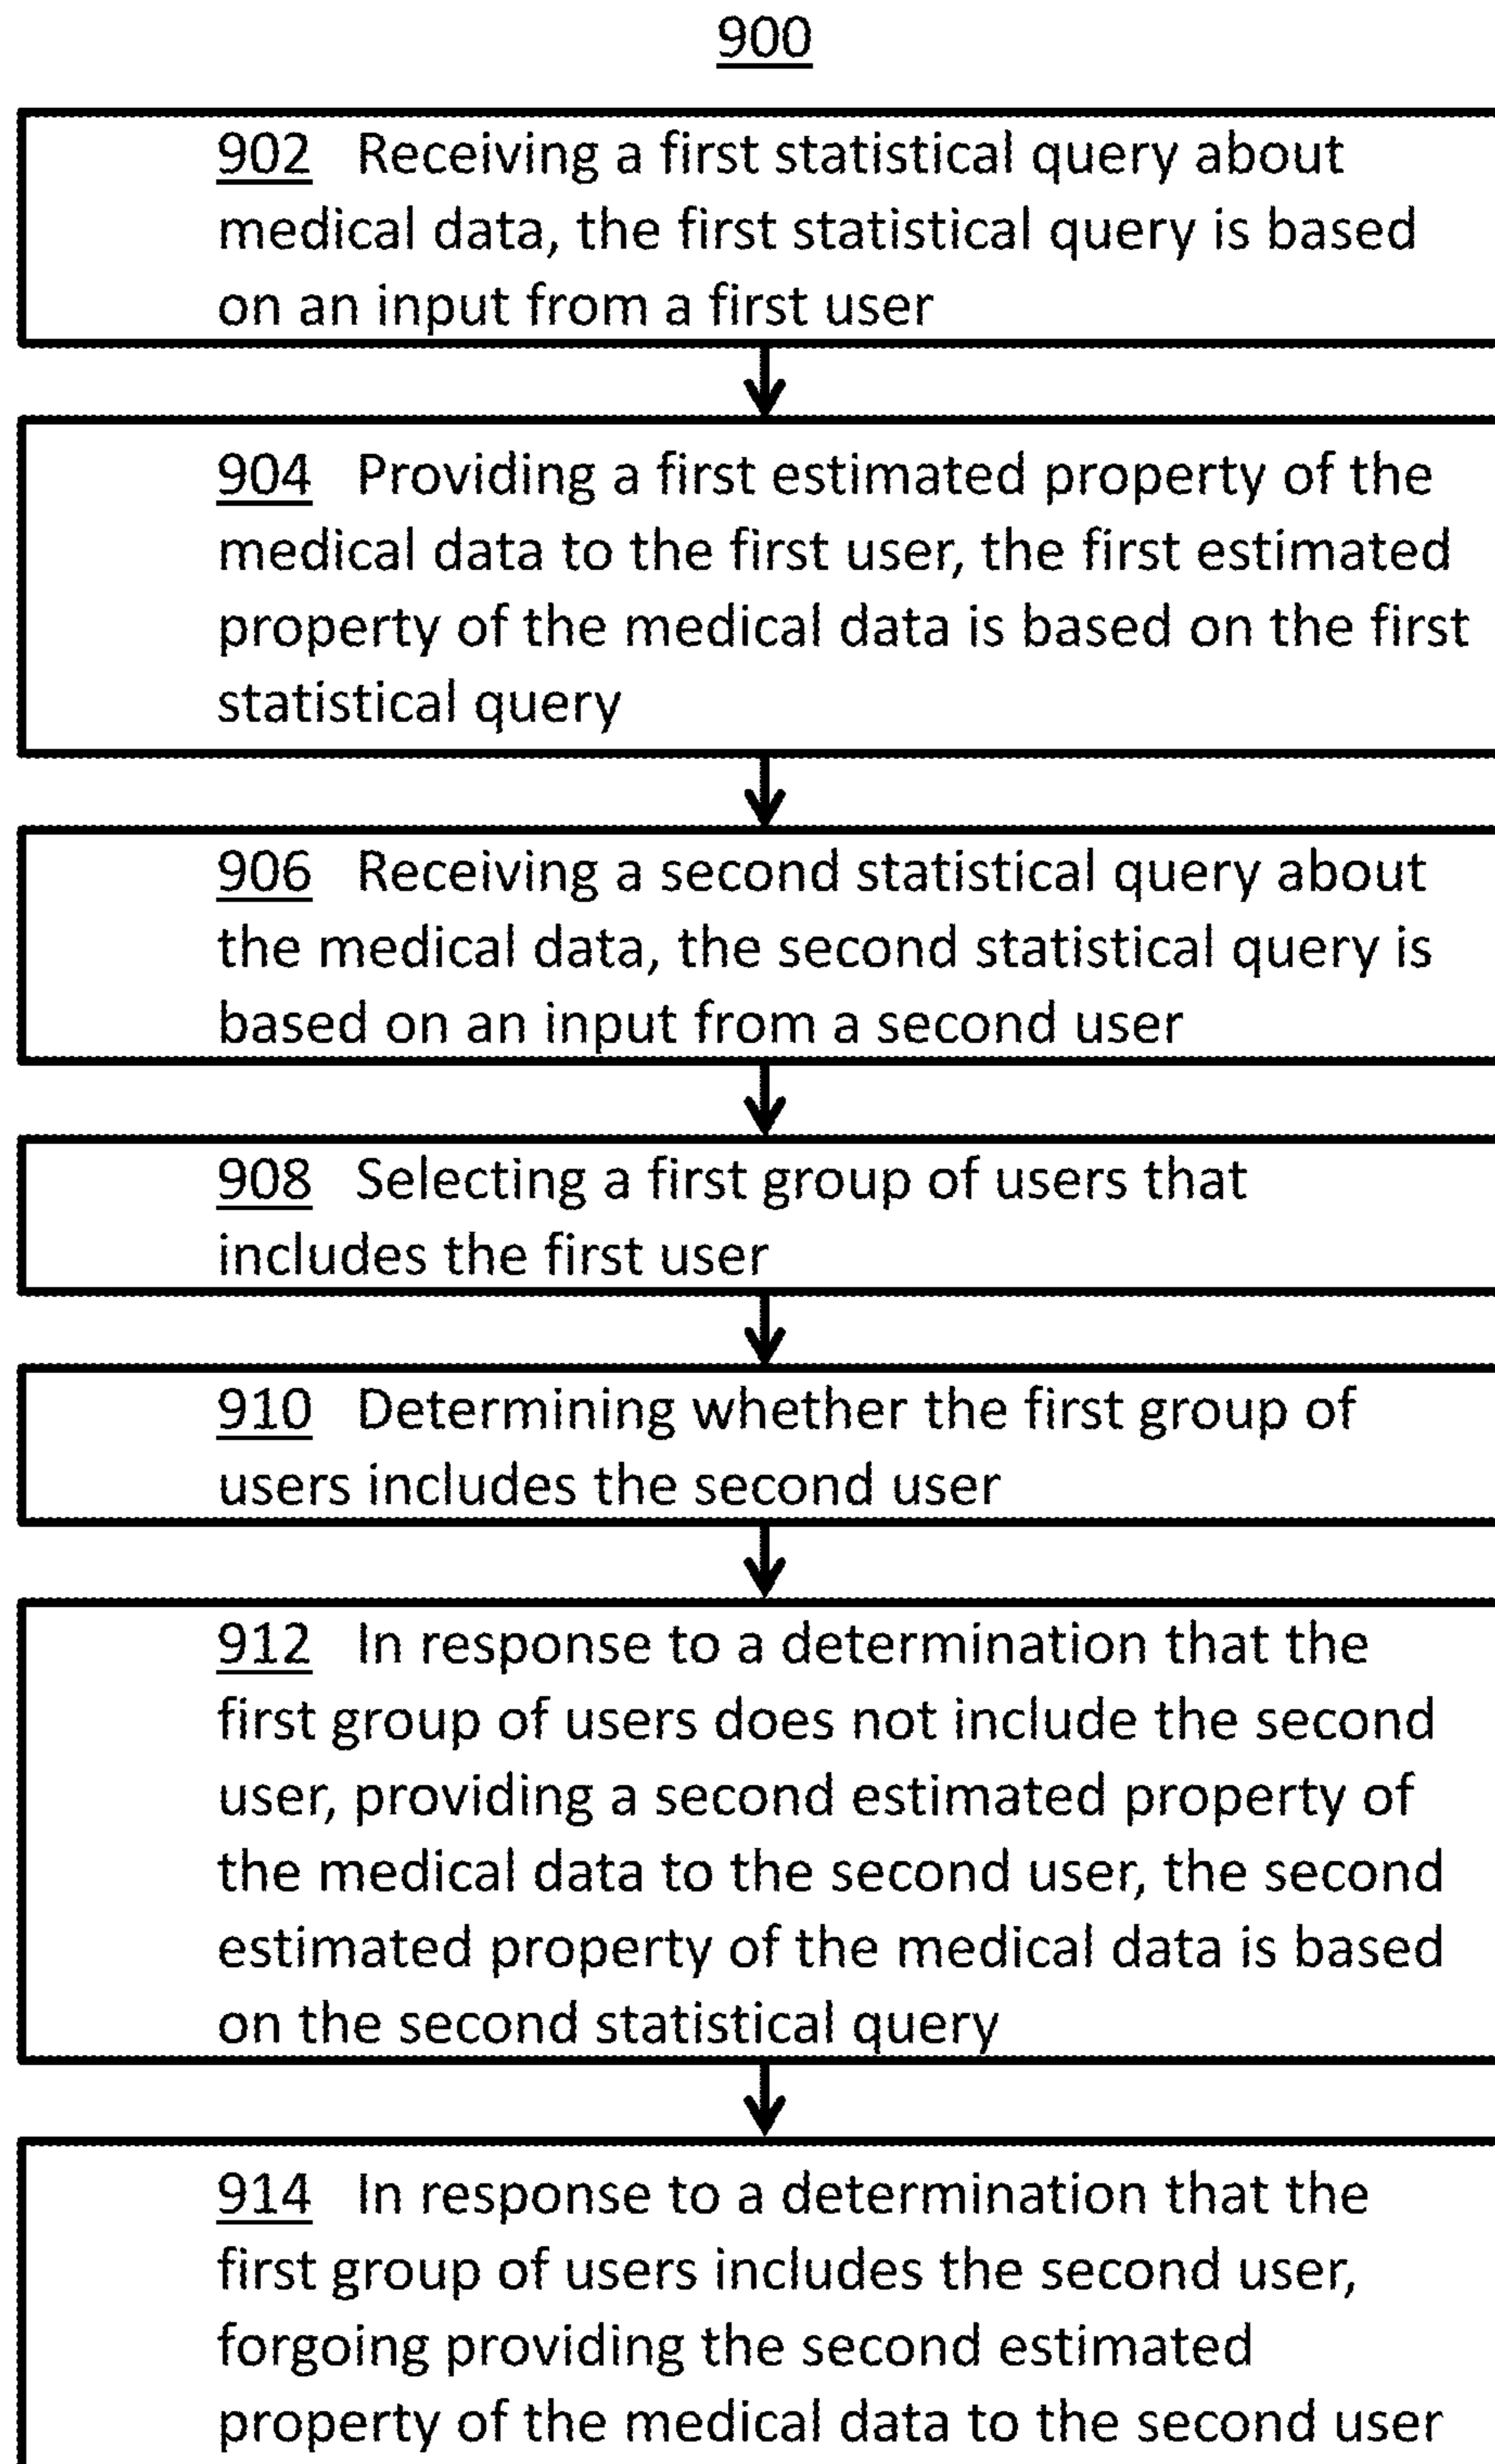 900
902 Receiving a first statistical query about
medical data, the first statistical query is based
on an input from a first user
904 Providing a first estimated property of the
medical data to the first user, the first estimated
property of the medical data is based on the first
statistical query
906 Receiving a second statistical query about
the medical data, the second statistical query is
based on an input from a second user
908 Selecting a first group of users that
includes the first user
910 Determining whether the first group of
users includes the second user
912 In response to a determination that the
first group of users does not include the second
user, providing a second estimated property of
the medical data to the second user, the second
estimated property of the medical data is based
on the second statistical query
914 In response to a determination that the
first group of users includes the second user,
forgoing providing the second estimated
property of the medical data to the second user